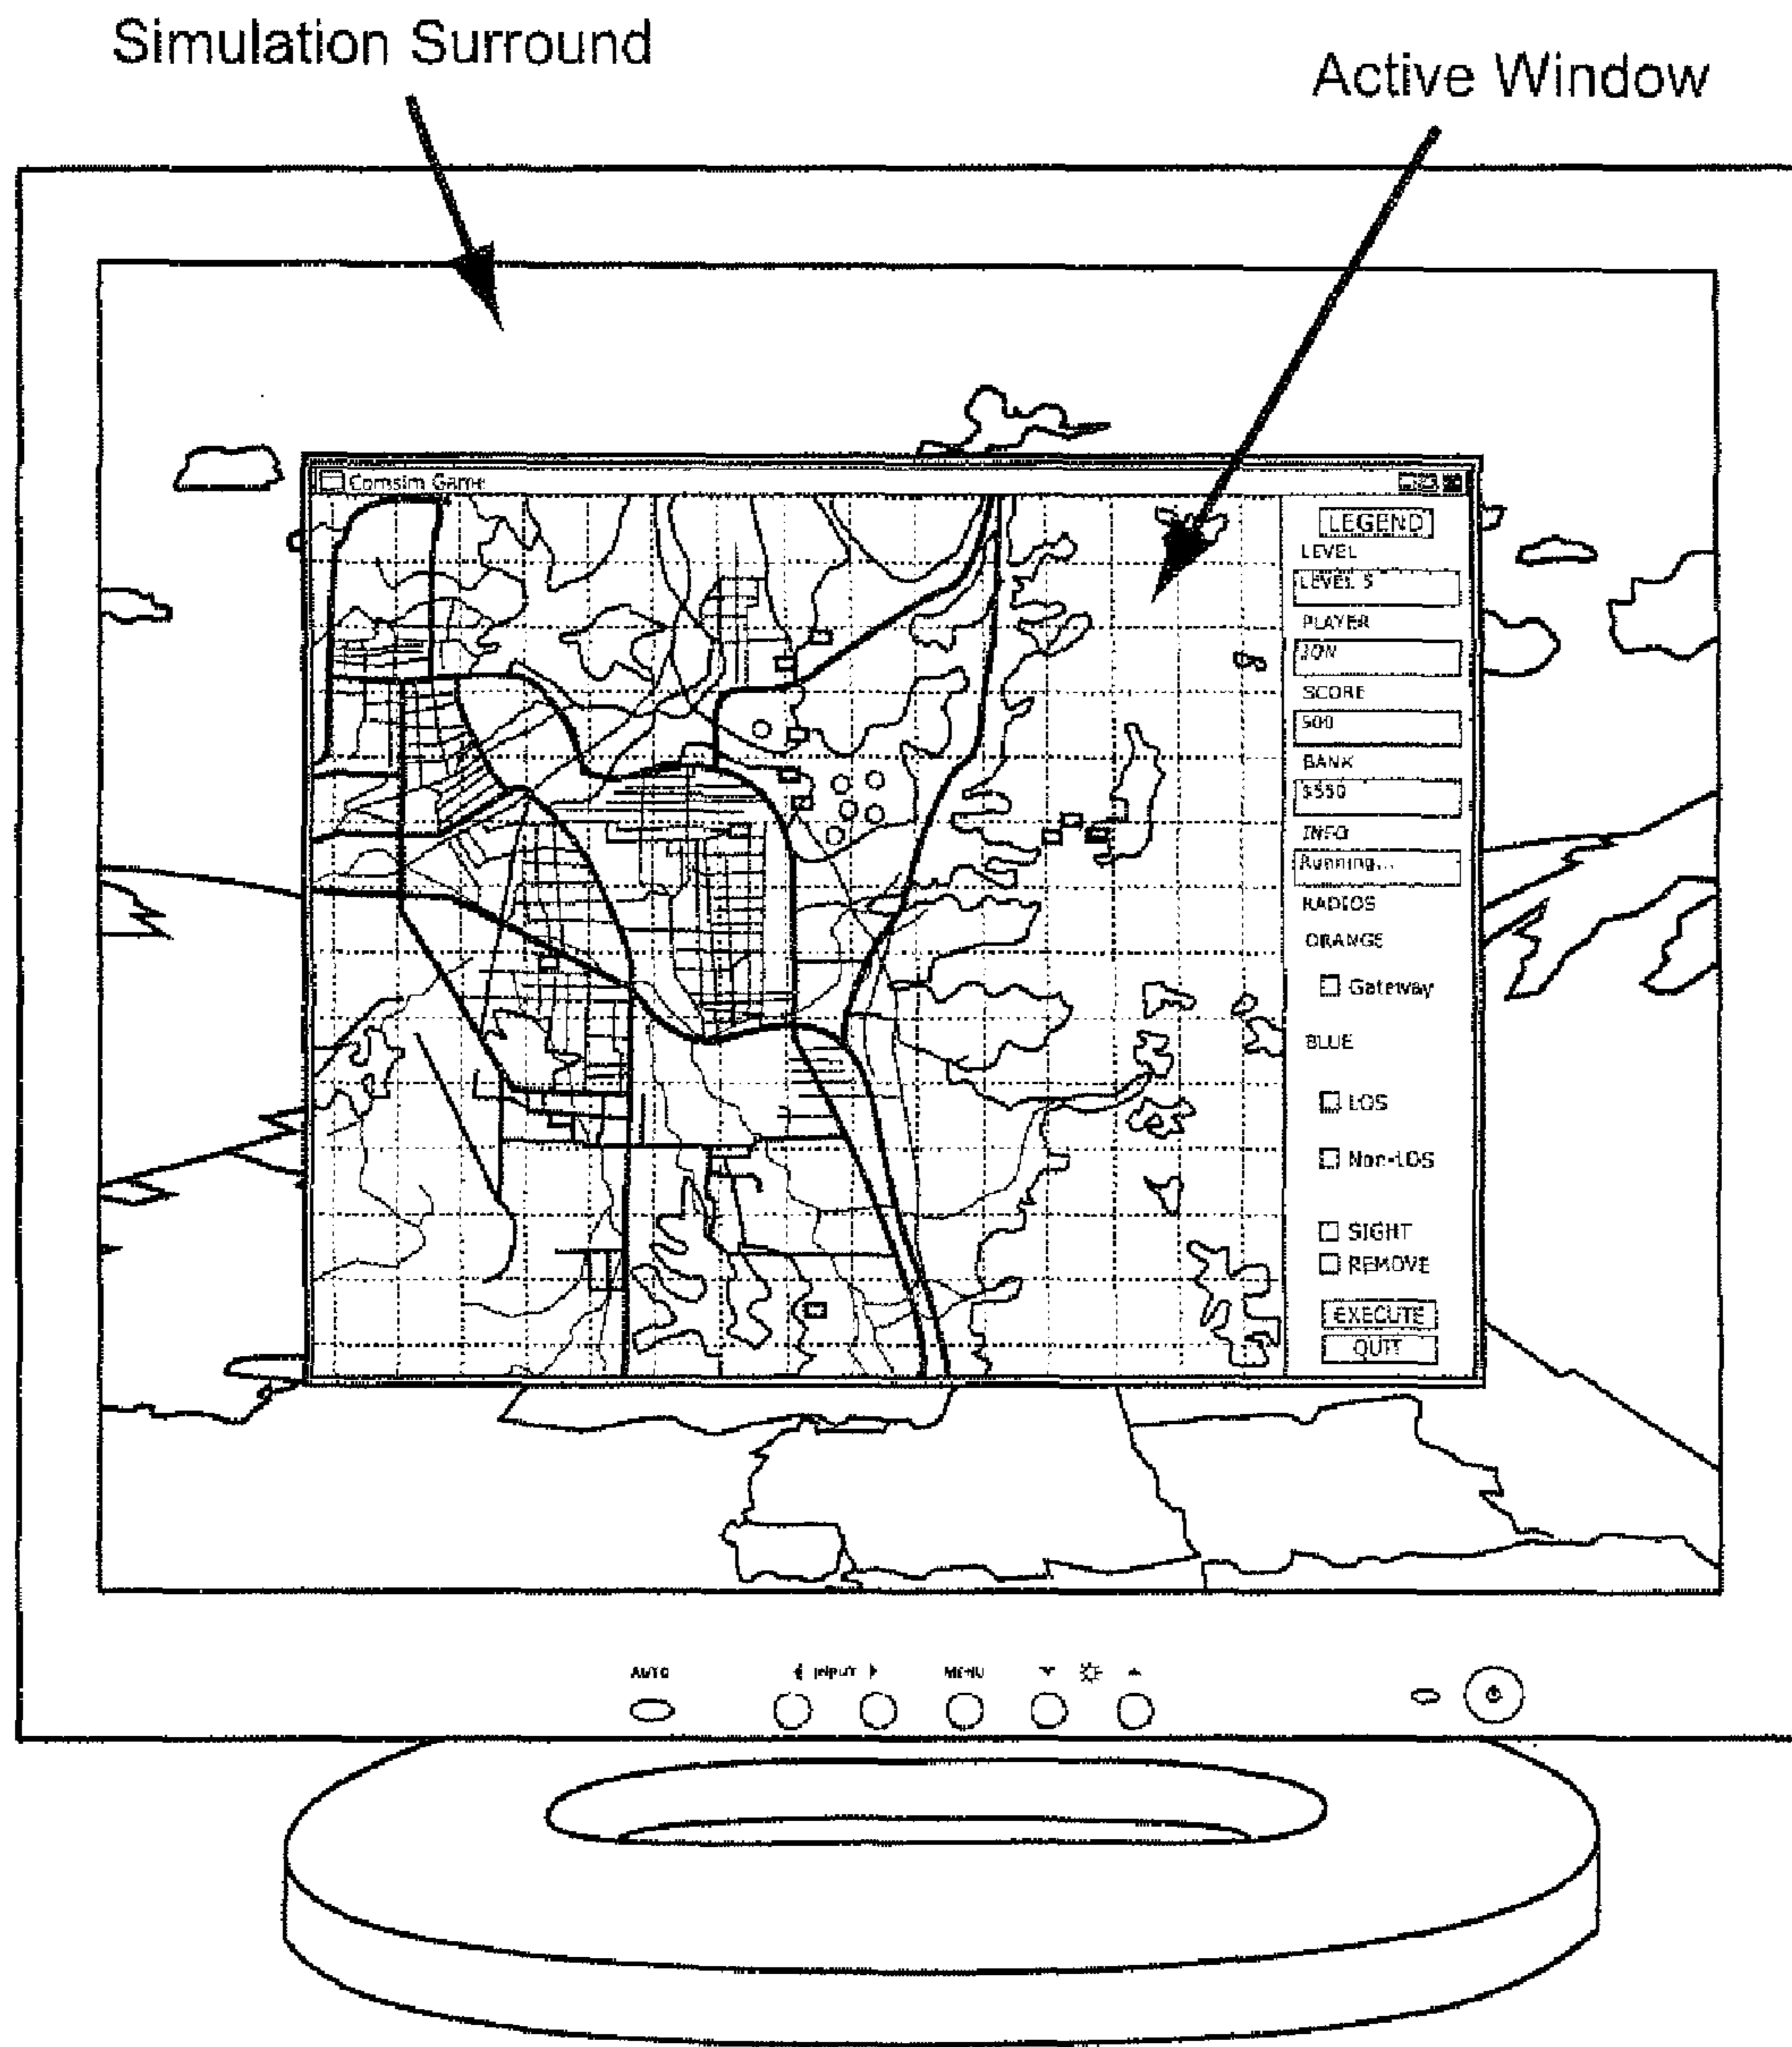 Simulation Surround
Active Window
Comsim Game
LEGEND
LEVEL
LEVEL 5
PLAYER
JON
SCORE
500
BANK
$550
INFO
Running...
RADIOS
ORANGE
Gateway
BLUE
LOS
Non-LOS
SIGHT
REMOVE
EXECUTE
QUIT
AUTO
INPUT
MENU